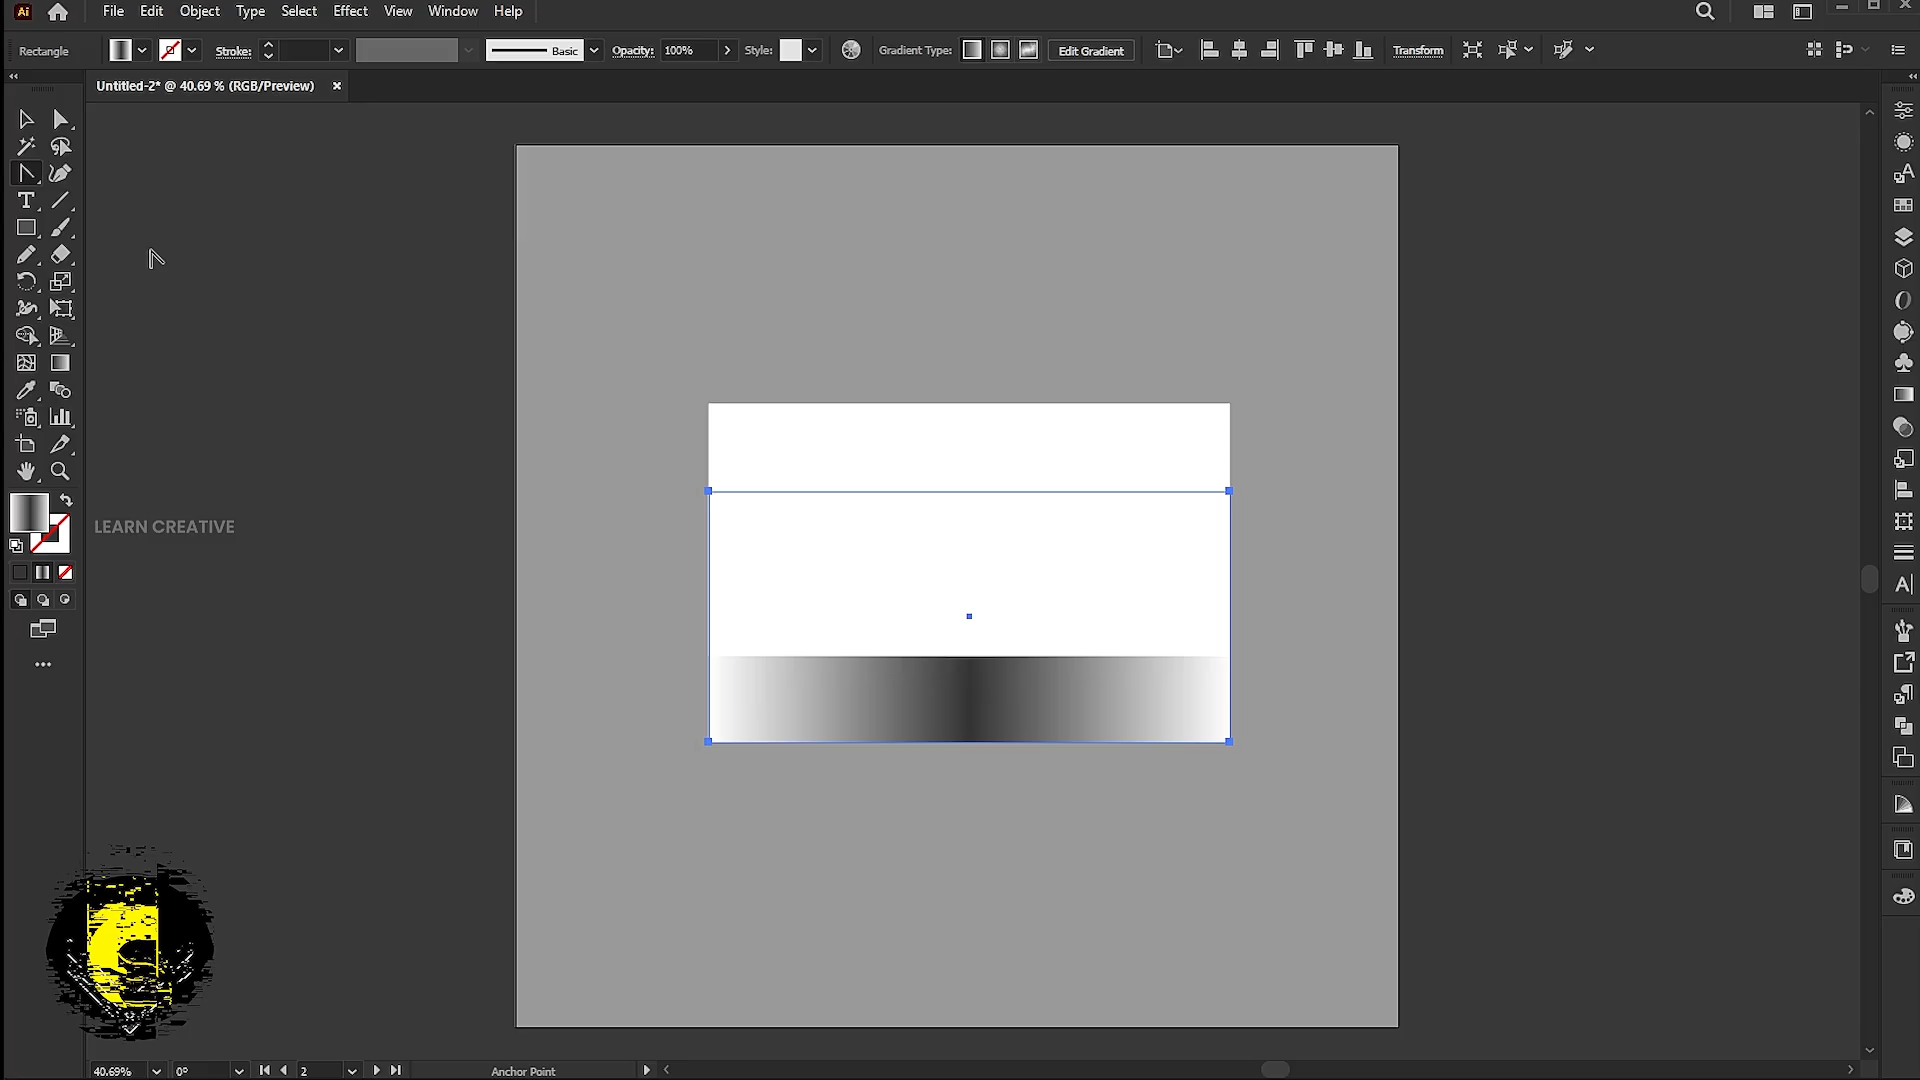 Ai File Edit Object Type Select Effect View Window Help
Rectangle Stroke: Basic Opacity: 100% Style: Gradient Type: Edit Gradient Transform
Untitled-2* @ 40.69 % (RGB/Preview)
LEARN CREATIVE
40.69% 0° 2 Anchor Point